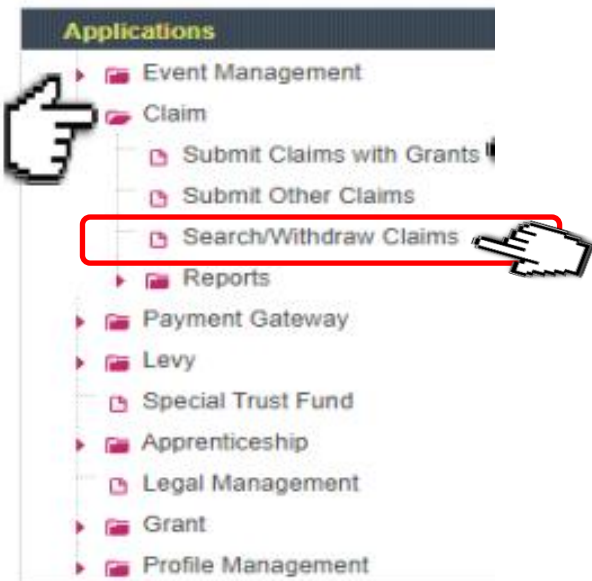 Applications
Event Management
Claim
Submit Claims with Grants
Submit Other Claims
Search/Withdraw Claims
Reports
Payment Gateway
Levy
Special Trust Fund
Apprenticeship
Legal Management
Grant
Profile Management